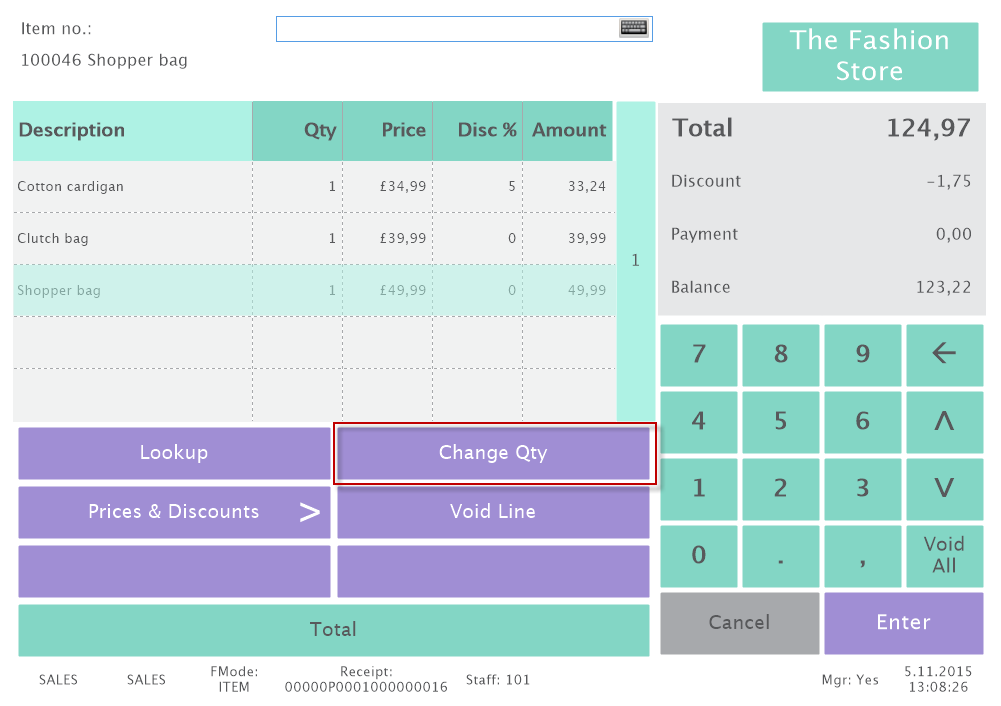 Item no.:
100046 Shopper bag
The Fashion
Store
Description Qty Price Disc % Amount
Cotton cardigan 1 £34,99 5 33,24
Clutch bag 1 £39,99 0 39,99
Shopper bag 1 £49,99 0 49,99
1
Total 124,97
Discount -1,75
Payment 0,00
Balance 123,22
Lookup Change Qty
Prices & Discounts > Void Line
Total
7 8 9 ←
4 5 6 Λ
1 2 3 V
0 . , Void
All
Cancel Enter
SALES SALES FMode:
ITEM
Receipt:
00000P0001000000016
Staff: 101
Mgr: Yes
5.11.2015
13:08:26